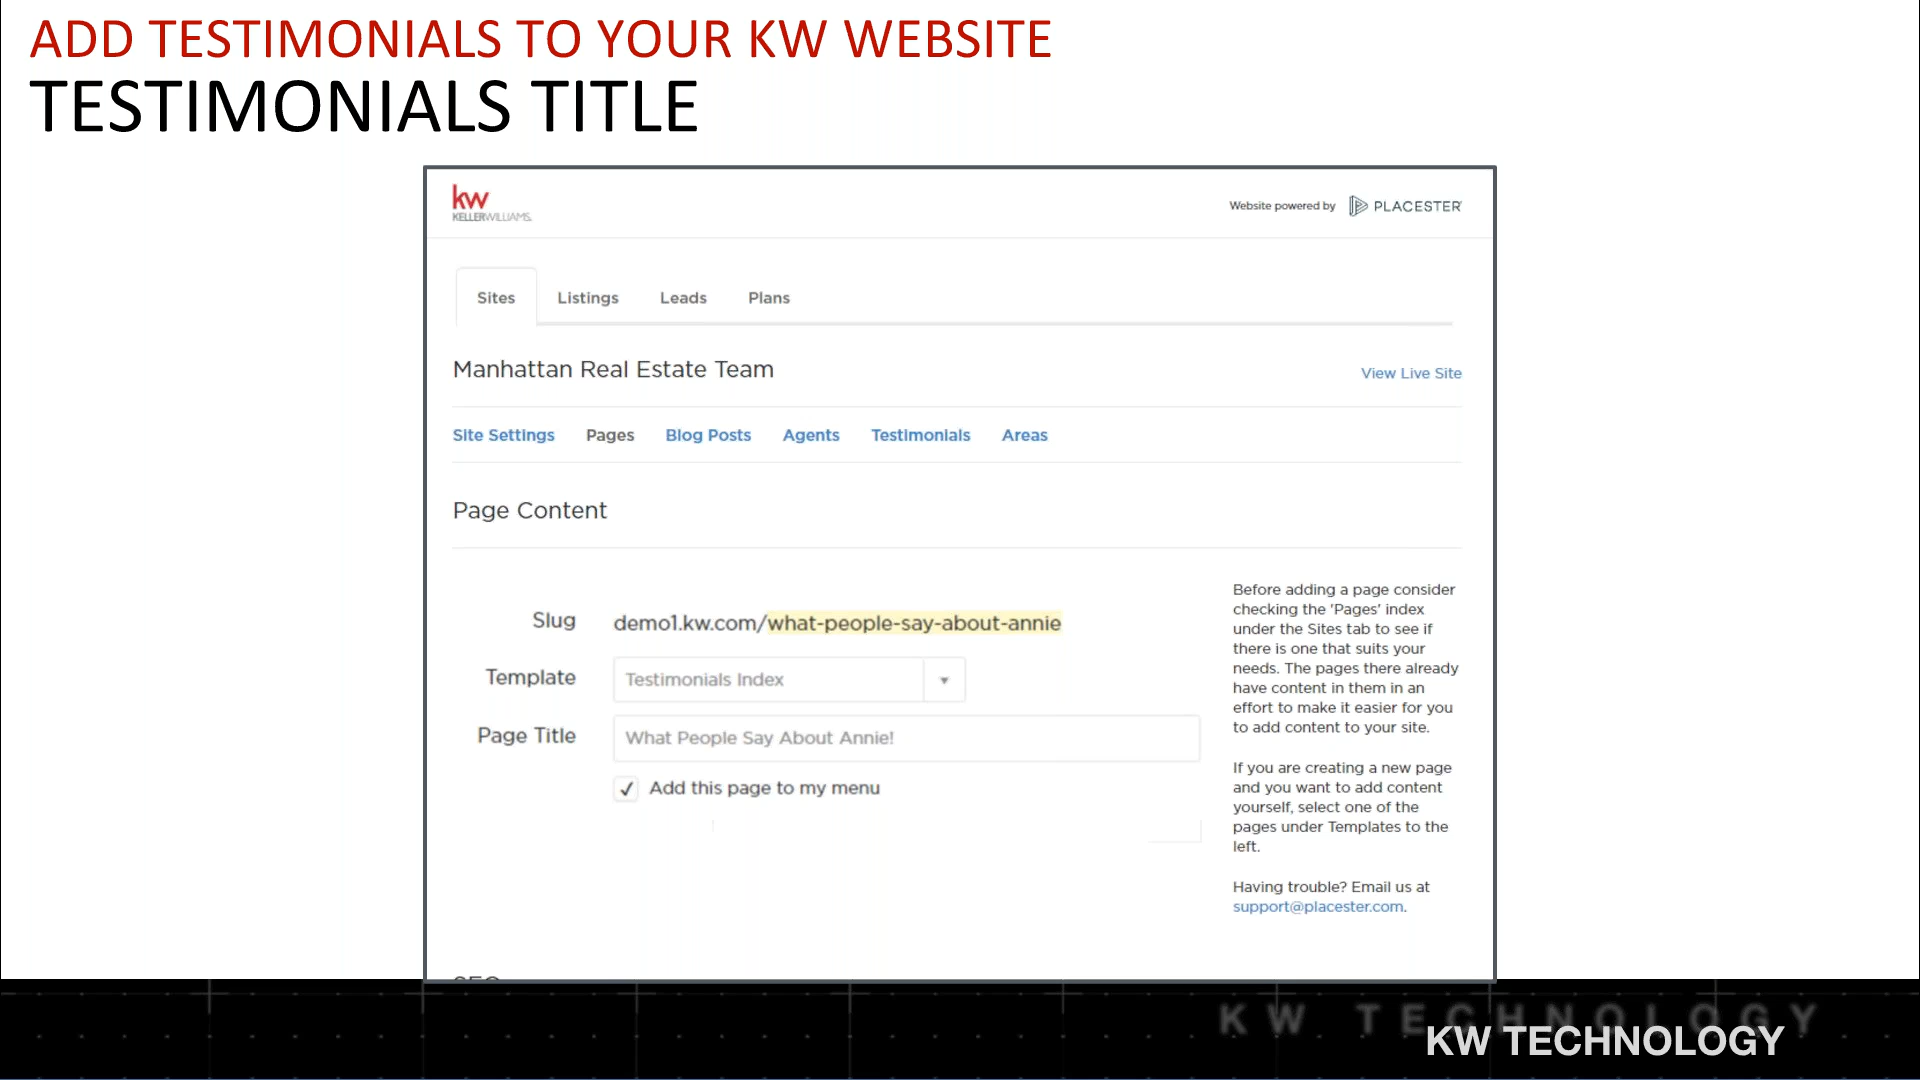 ADD TESTIMONIALS TO YOUR KW WEBSITE
TESTIMONIALS TITLE
kw
KELLERWILLIAMS.
Website powered by PLACESTER
Sites Listings Leads Plans
Manhattan Real Estate Team
View Live Site
Site Settings Pages Blog Posts Agents Testimonials Areas
Page Content
Slug demo1.kw.com/what-people-say-about-annie
Template Testimonials Index
Page Title What People Say About Annie!
Add this page to my menu
Before adding a page consider
checking the 'Pages' index
under the Sites tab to see if
there is one that suits your
needs. The pages there already
have content in them in an
effort to make it easier for you
to add content to your site.
If you are creating a new page
and you want to add content
yourself, select one of the
pages under Templates to the
left.
Having trouble? Email us at
support@placester.com.
KW TECHNOLOGY
KW TECHNOLOGY